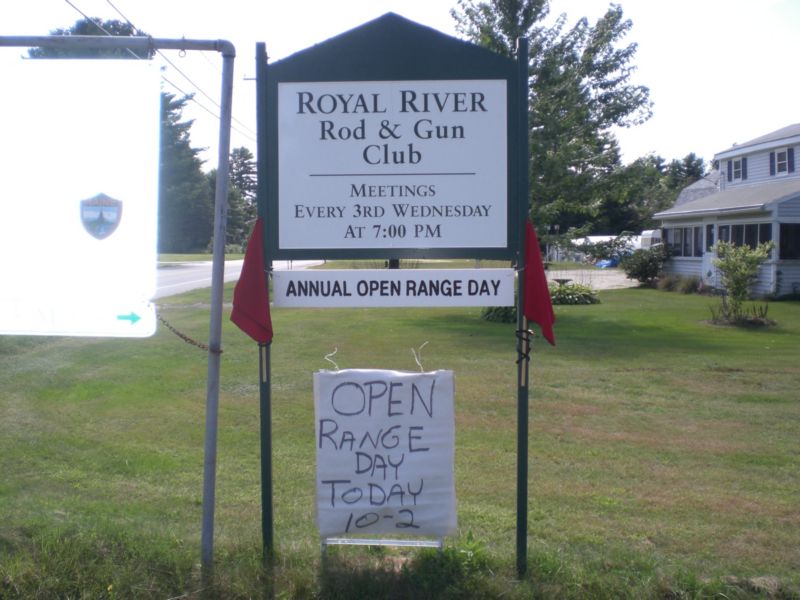 ROYAL RIVER
ROD & GUN
CLUB
MEETINGS
EVERY 3RD WEDNESDAY
AT 7:00 PM
ANNUAL OPEN RANGE DAY
OPEN
RANGE
DAY
TODAY
10-2